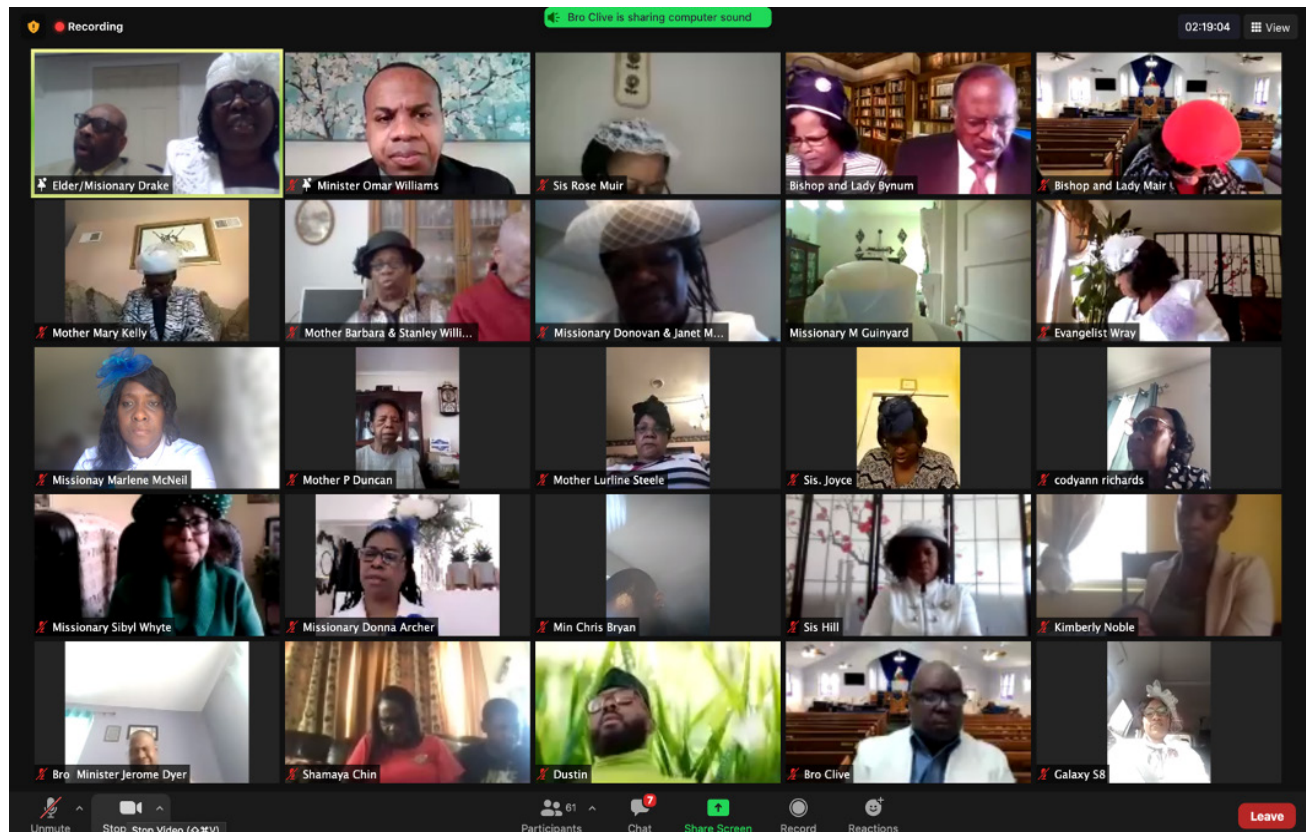 Recording
Bro Clive is sharing computer sound
02:19:04
View
Elder/Misionary Drake
Minister Omar Williams
Sis Rose Muir
Bishop and Lady Bynum
Bishop and Lady Mair
Mother Mary Kelly
Mother Barbara & Stanley Willi...
Missionary Donovan & Janet M...
Missionary M Guinyard
Evangelist Wray
Missionay Marlene McNeil
Mother P Duncan
Mother Lurline Steele
Sis. Joyce
codyann richards
Missionary Sibyl Whyte
Missionary Donna Archer
Min Chris Bryan
Sis Hill
Kimberly Noble
Bro Minister Jerome Dyer
Shamaya Chin
Dustin
Bro Clive
Galaxy S8
Unmute
Stop Stop Video (⇧⌘V)
61
Participants
7
Chat
Share Screen
Record
Reactions
Leave